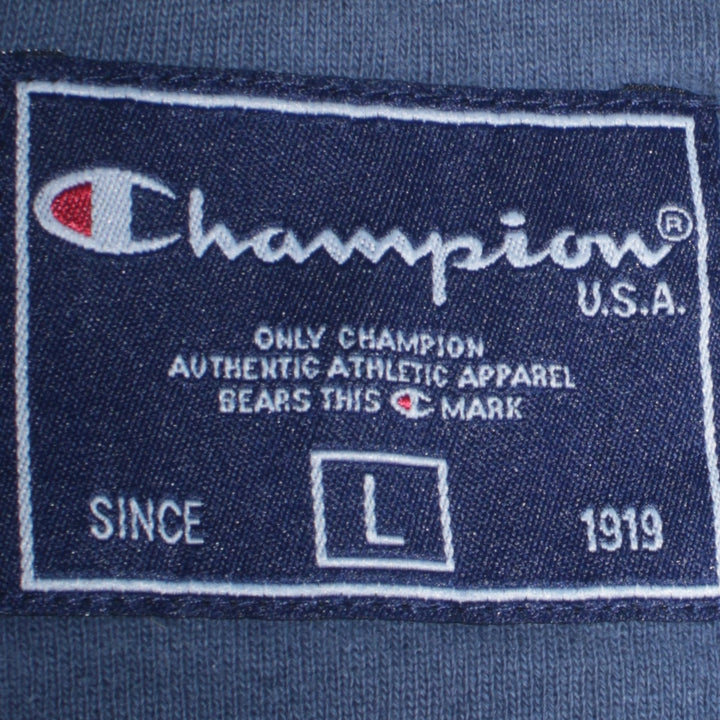 Champion®
U.S.A.
ONLY CHAMPION
AUTHENTIC ATHLETIC APPAREL
BEARS THIS C MARK
L
SINCE 1919